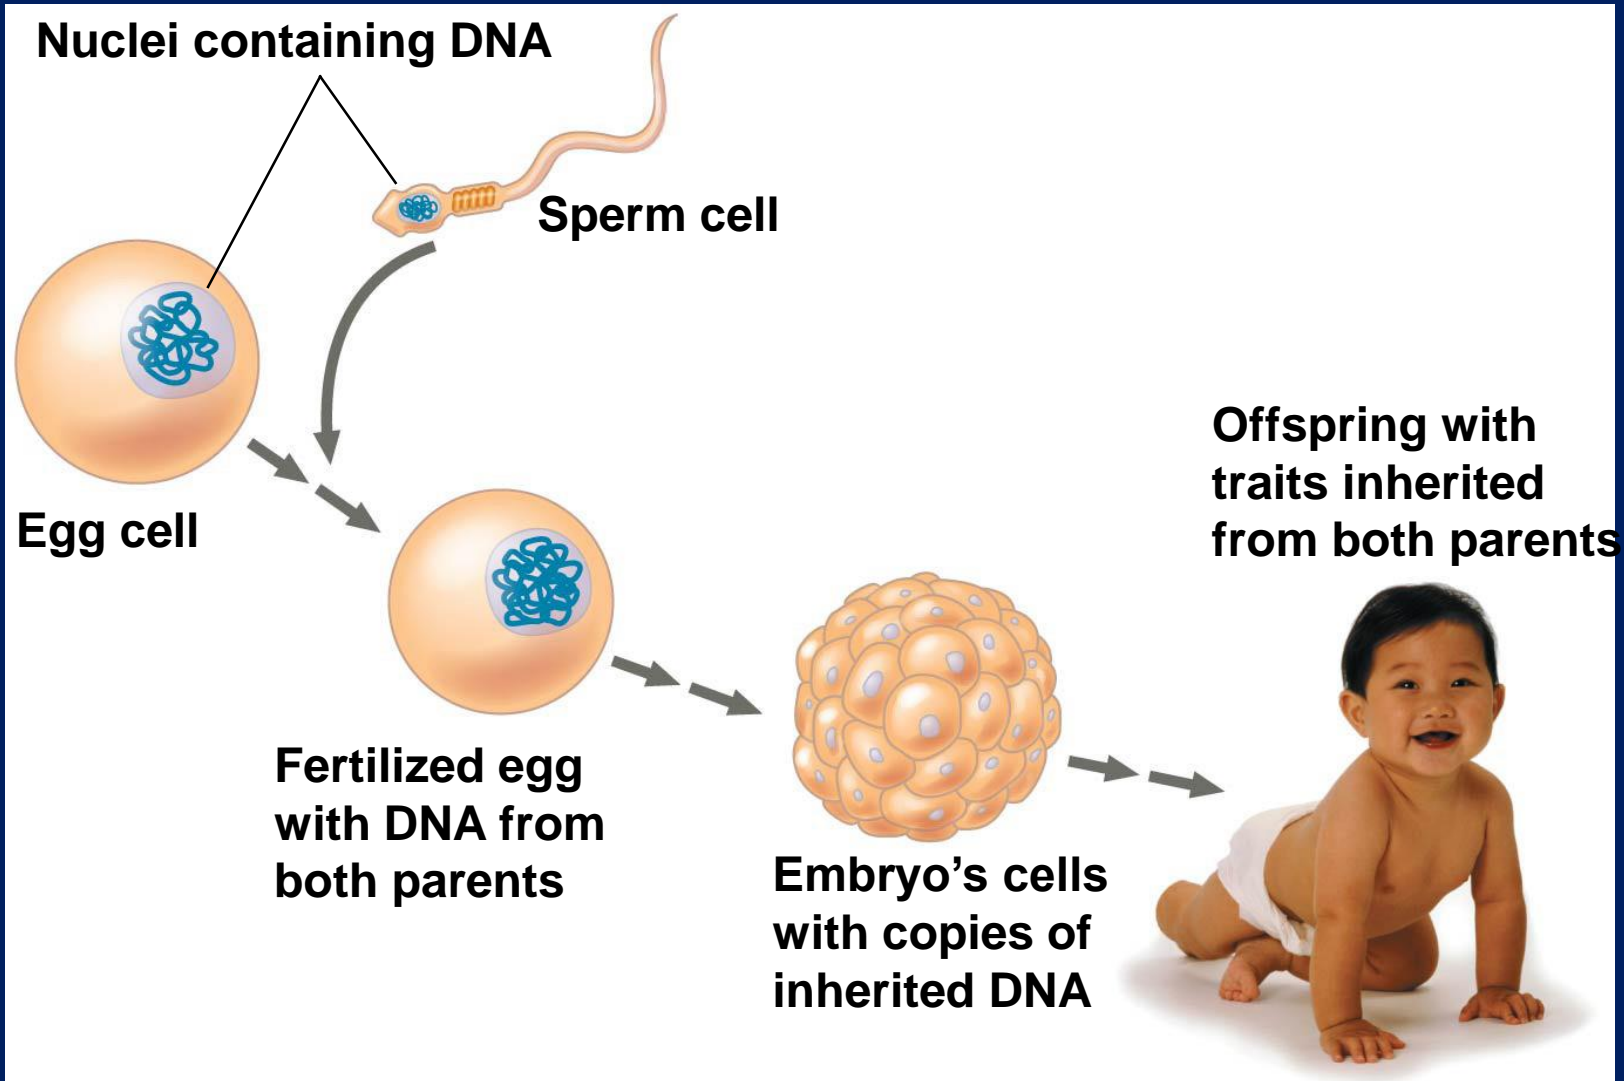 Nuclei containing DNA
Sperm cell
Egg cell
Fertilized egg
with DNA from
both parents
Embryo’s cells
with copies of
inherited DNA
Offspring with
traits inherited
from both parents